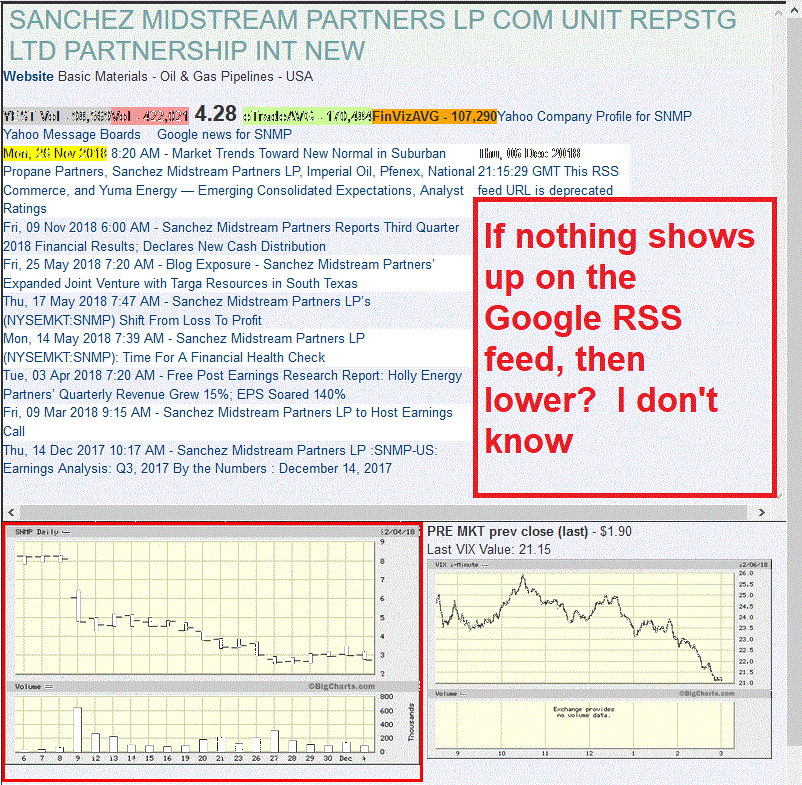 SANCHEZ MIDSTREAM PARTNERS LP COM UNIT REPSTG
LTD PARTNERSHIP INT NEW
Website Basic Materials - Oil & Gas Pipelines - USA
4.28 eTradeAVG - 170,484 FinVizAVG - 107,290 Yahoo Company Profile for SNMP
Yahoo Message Boards Google news for SNMP
Mon, 26 Nov 2018 8:20 AM - Market Trends Toward New Normal in Suburban
Propane Partners, Sanchez Midstream Partners LP, Imperial Oil, Pfenex, National
Commerce, and Yuma Energy — Emerging Consolidated Expectations, Analyst
Ratings
Fri, 09 Nov 2018 6:00 AM - Sanchez Midstream Partners Reports Third Quarter
2018 Financial Results; Declares New Cash Distribution
Fri, 25 May 2018 7:20 AM - Blog Exposure - Sanchez Midstream Partners’
Expanded Joint Venture with Targa Resources in South Texas
Thu, 17 May 2018 7:47 AM - Sanchez Midstream Partners LP’s
(NYSEMKT:SNMP) Shift From Loss To Profit
Mon, 14 May 2018 7:39 AM - Sanchez Midstream Partners LP
(NYSEMKT:SNMP): Time For A Financial Health Check
Tue, 03 Apr 2018 7:20 AM - Free Post Earnings Research Report: Holly Energy
Partners’ Quarterly Revenue Grew 15%; EPS Soared 140%
Fri, 09 Mar 2018 9:15 AM - Sanchez Midstream Partners LP to Host Earnings
Call
Thu, 14 Dec 2017 10:17 AM - Sanchez Midstream Partners LP :SNMP-US:
Earnings Analysis: Q3, 2017 By the Numbers : December 14, 2017
21:15:29 GMT This RSS
feed URL is deprecated
If nothing shows
up on the
Google RSS
feed, then
lower? I don't
know
SNMP Daily 12/04/18
9
8
7
6
5
4
3
2
Volume ©BigCharts.com
800
600
400
200
0
Thousands
6 7 8 9 12 13 14 15 16 19 20 21 23 26 27 28 29 30 Dec 4
PRE MKT prev close (last) - $1.90
Last VIX Value: 21.15
VIX 1-Minute 12/06/18
26.0
25.5
25.0
24.5
24.0
23.5
23.0
22.5
22.0
21.5
21.0
Volume ©BigCharts.com
Exchange provides
no volume data.
9 10 11 12 1 2 3